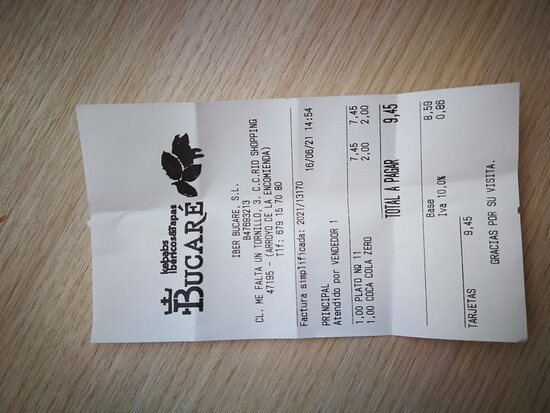 kebabs
ibéricos&tapas
BUCARE
IBER BUCARE, S.L.
B47693213
CL. ME FALTA UN TORNILLO, 3. C.C.RIO SHOPPING
47195 - (ARROYO DE LA ENCOMIENDA)
Tlf: 679 15 70 80
Factura simplificada: 2021/13170 16/06/21 14:54
PRINCIPAL
Atendido por VENDEDOR 1
1,00 PLATO Nº 11 7,45 7,45
1,00 COCA COLA ZERO 2,00 2,00
TOTAL A PAGAR 9,45
Base 8,59
Iva 10,0% 0,86
TARJETAS 9,45
GRACIAS POR SU VISITA.